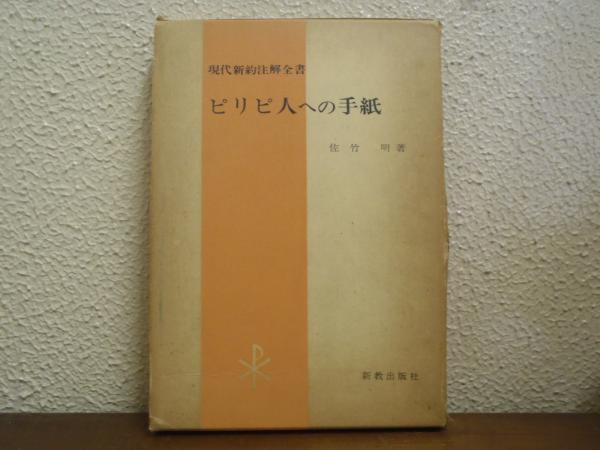 現代新約注解全書
ピリピ人への手紙
佐竹 明著
新教出版社